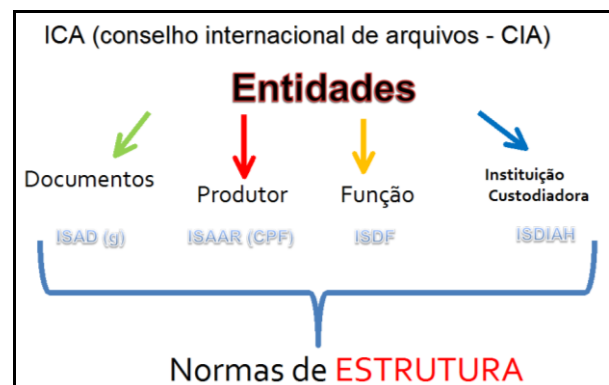 ICA (conselho internacional de arquivos - CIA)
Entidades
Documentos
Produtor
Função
Instituição
Custodiadora
ISAD (g)
ISAAR (CPF)
ISDF
ISDIAH
Normas de ESTRUTURA